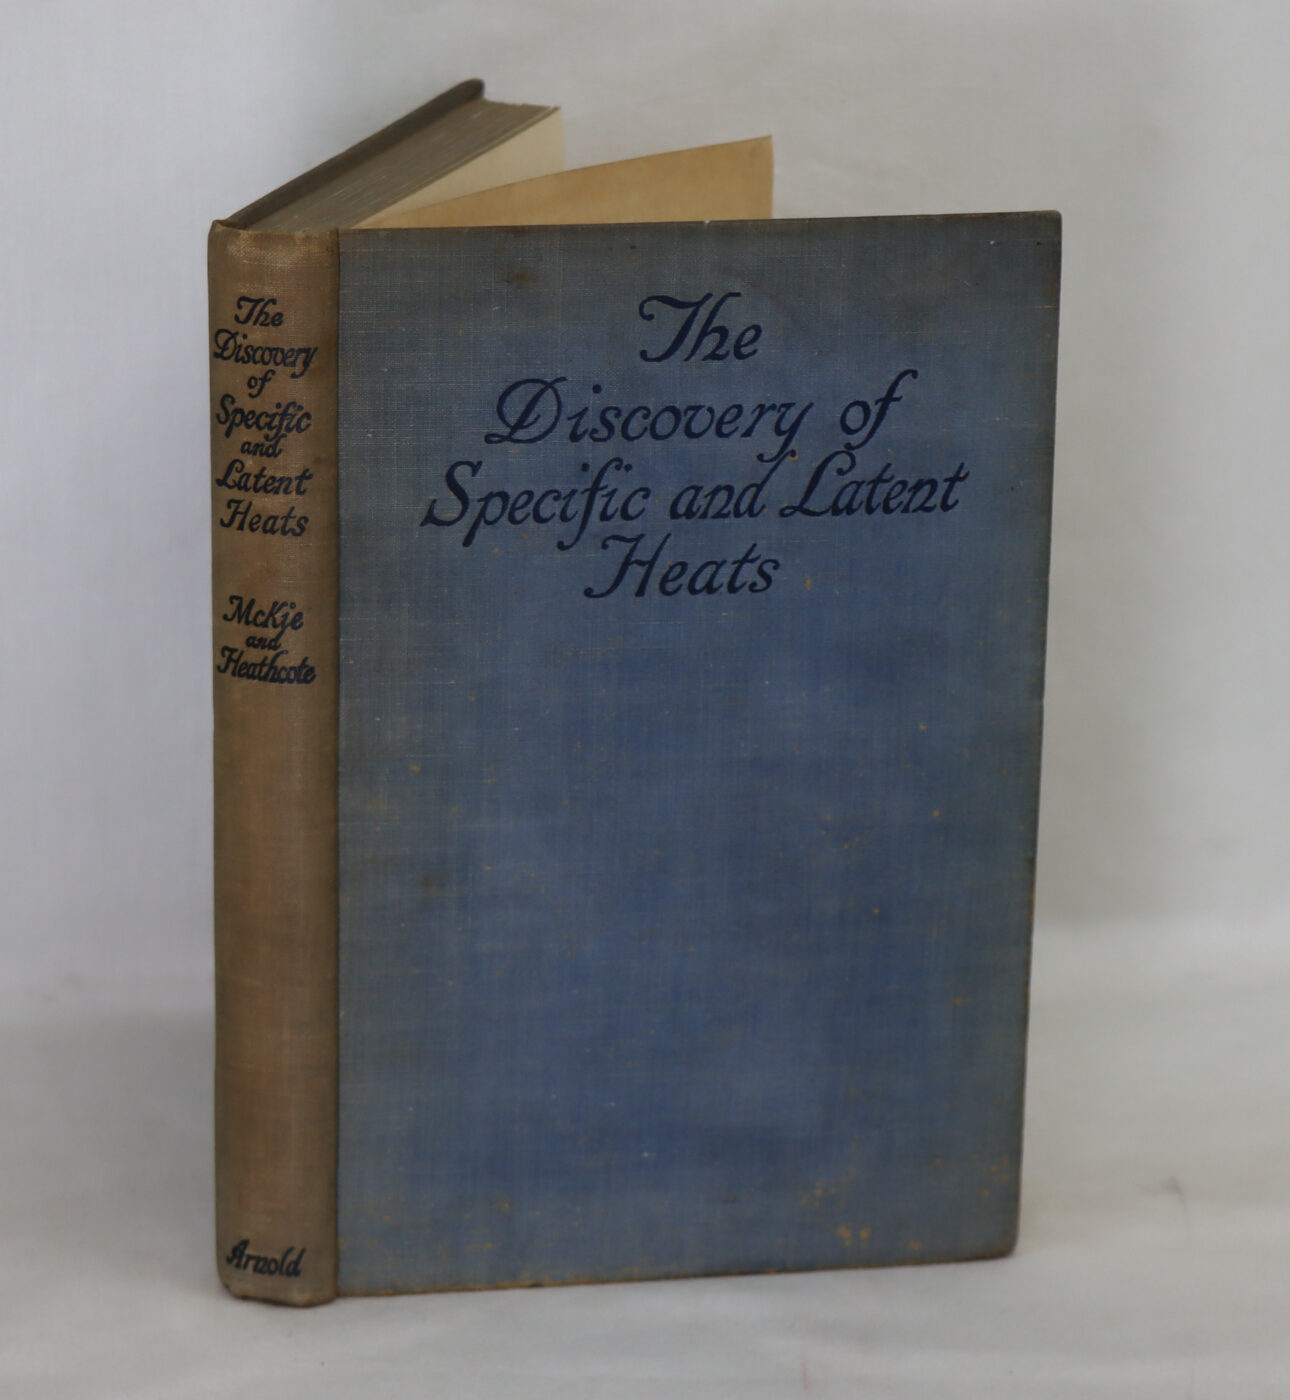 The
Discovery
of
Specific
and
Latent
Heats
McKie
and
Heathcote
Arnold
The
Discovery of
Specific and Latent
Heats